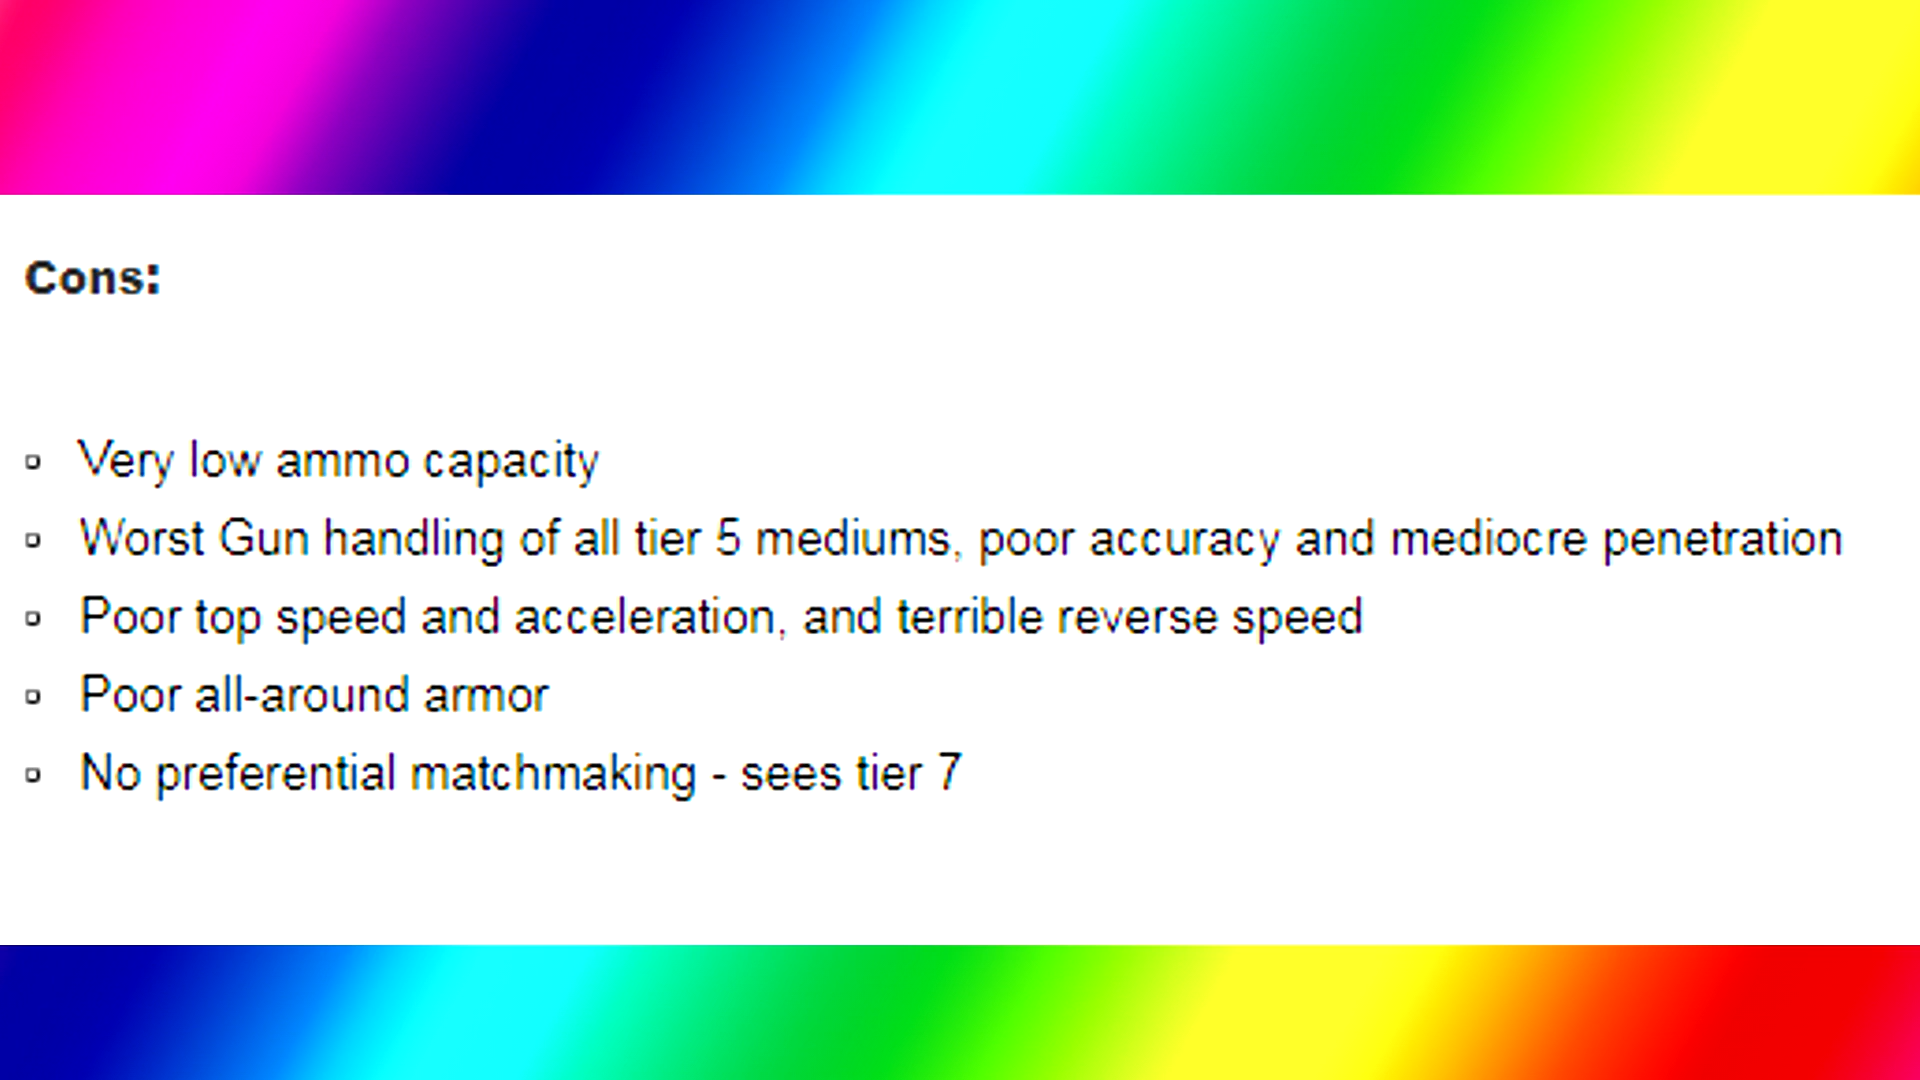 Cons:
Very low ammo capacity
Worst Gun handling of all tier 5 mediums, poor accuracy and mediocre penetration
Poor top speed and acceleration, and terrible reverse speed
Poor all-around armor
No preferential matchmaking - sees tier 7